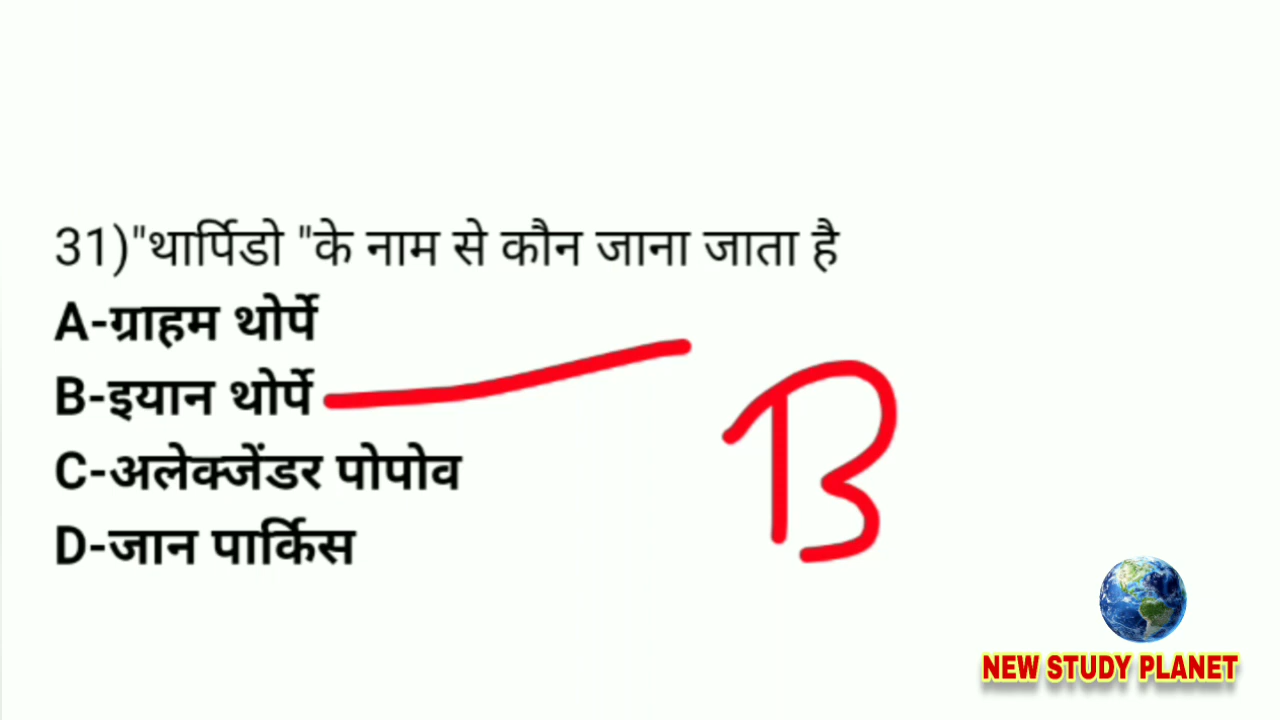 31)"थार्पिडो "के नाम से कौन जाना जाता है
A-ग्राहम थोर्पे
B-इयान थोर्पे
C-अलेक्जेंडर पोपोव
D-जान पार्किस
B
NEW STUDY PLANET